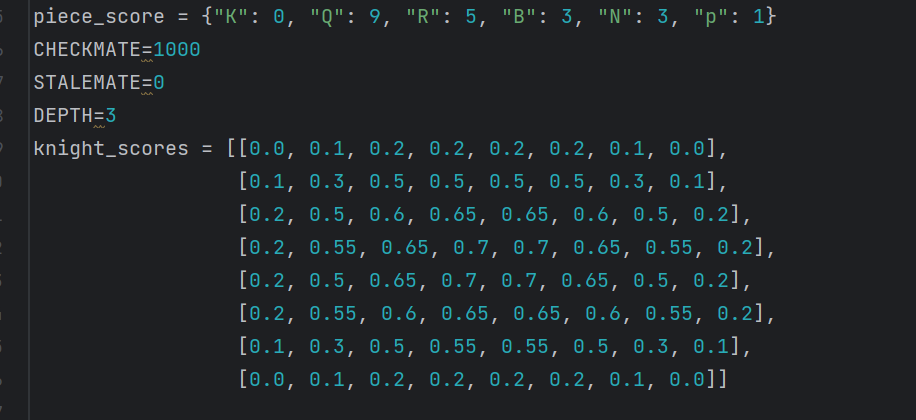 piece_score = {"K": 0, "Q": 9, "R": 5, "B": 3, "N": 3, "p": 1}
CHECKMATE=1000
STALEMATE=0
DEPTH=3
knight_scores = [[0.0, 0.1, 0.2, 0.2, 0.2, 0.2, 0.1, 0.0],
[0.1, 0.3, 0.5, 0.5, 0.5, 0.5, 0.3, 0.1],
[0.2, 0.5, 0.6, 0.65, 0.65, 0.6, 0.5, 0.2],
[0.2, 0.55, 0.65, 0.7, 0.7, 0.65, 0.55, 0.2],
[0.2, 0.5, 0.65, 0.7, 0.7, 0.65, 0.5, 0.2],
[0.2, 0.55, 0.6, 0.65, 0.65, 0.6, 0.55, 0.2],
[0.1, 0.3, 0.5, 0.55, 0.55, 0.5, 0.3, 0.1],
[0.0, 0.1, 0.2, 0.2, 0.2, 0.2, 0.1, 0.0]]